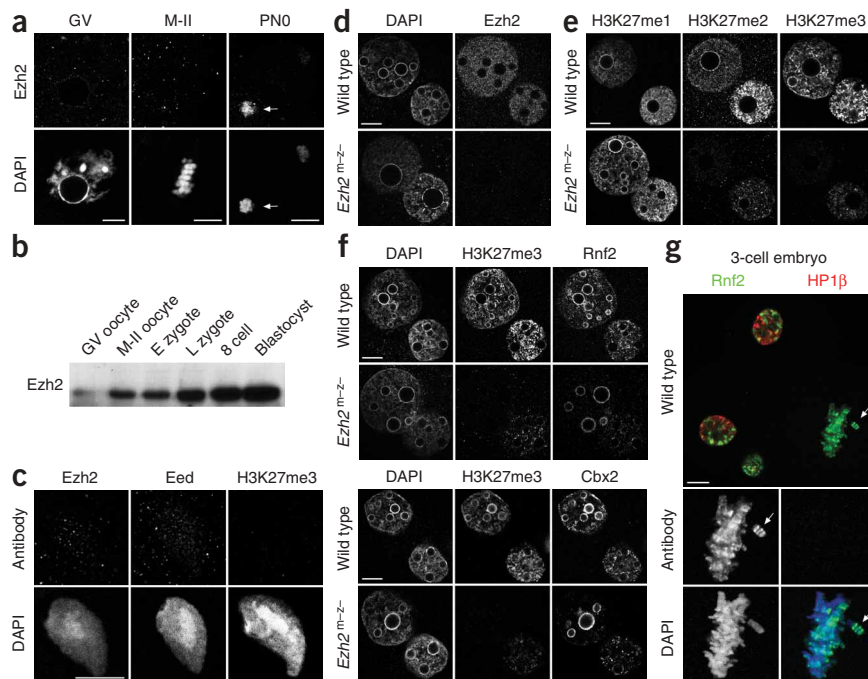 a
GV M-II PN0
Ezh2
DAPI
b
GV oocyte
M-II oocyte
E zygote
L zygote
8 cell
Blastocyst
Ezh2
c
Ezh2 Eed H3K27me3
Antibody
DAPI
d
DAPI Ezh2
Wild type
Ezh2 m–z–
e
H3K27me1 H3K27me2 H3K27me3
Wild type
Ezh2 m–z–
f
DAPI H3K27me3 Rnf2
Wild type
Ezh2 m–z–
DAPI H3K27me3 Cbx2
Wild type
Ezh2 m–z–
g
3-cell embryo
Rnf2 HP1β
Wild type
Antibody
DAPI